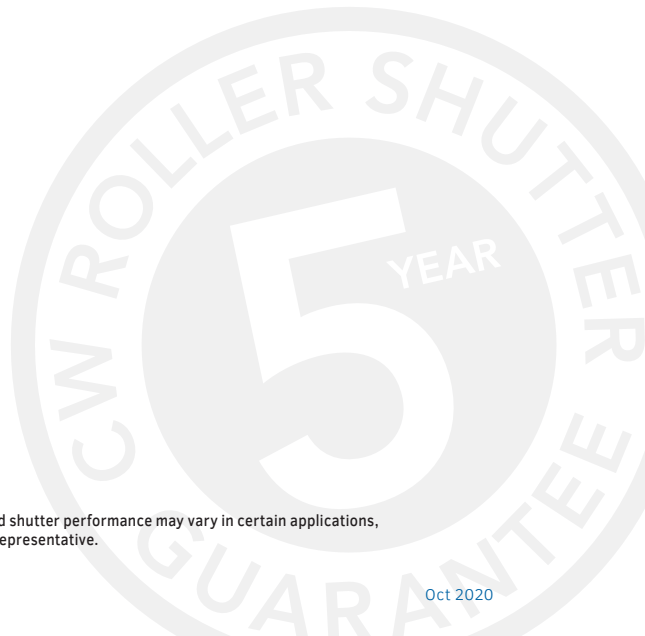 CW ROLLER SHUTTER
5
YEAR
GUARANTEE
d shutter performance may vary in certain applications,
epresentative.
Oct 2020